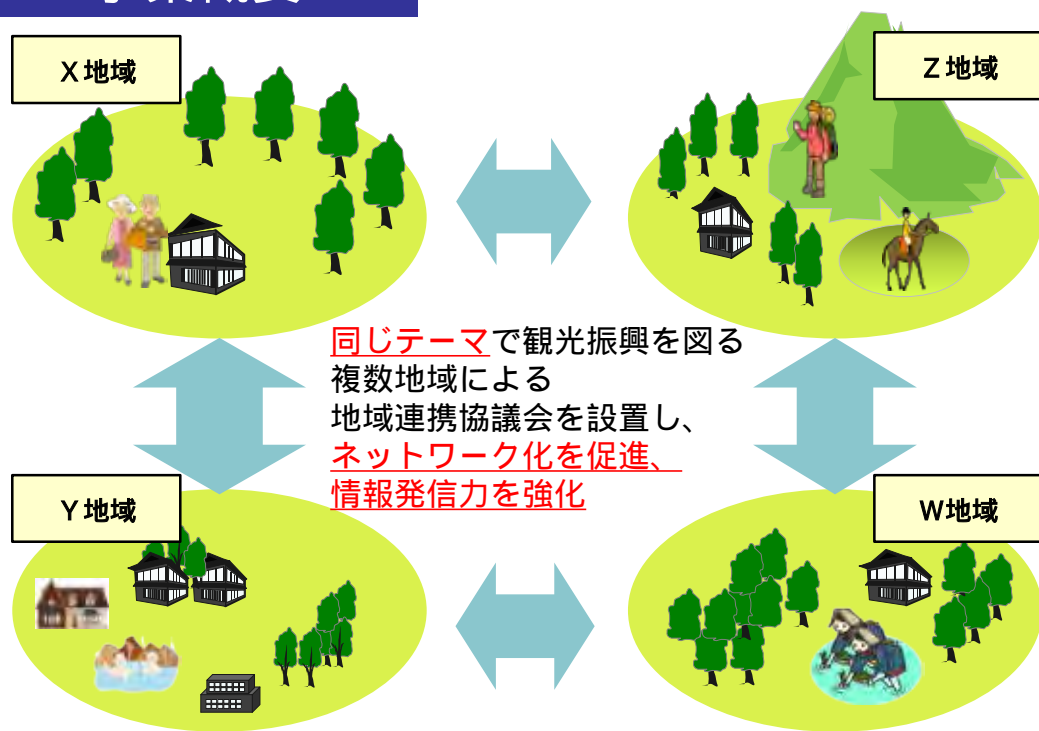 X地域
Z地域
同じテーマで観光振興を図る
複数地域による
地域連携協議会を設置し、
ネットワーク化を促進、
情報発信力を強化
Y地域
W地域